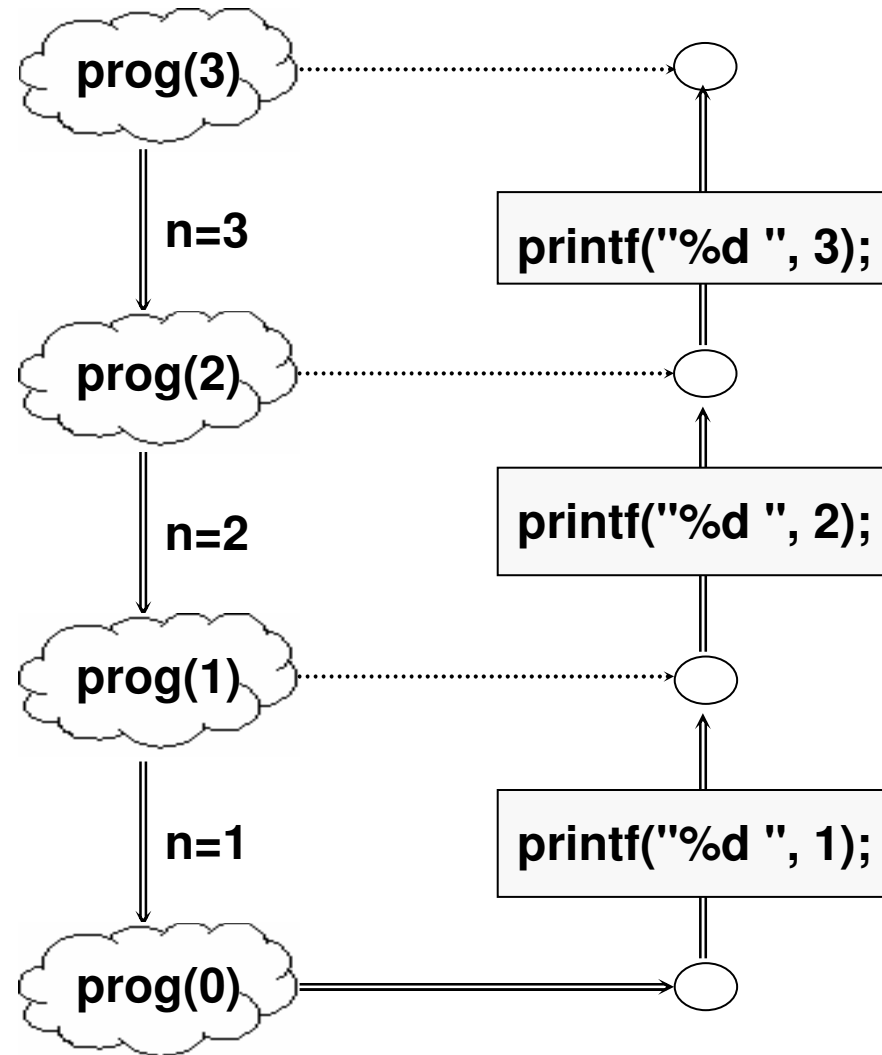 prog(3)
n=3
printf("%d ", 3);
prog(2)
n=2
printf("%d ", 2);
prog(1)
n=1
printf("%d ", 1);
prog(0)